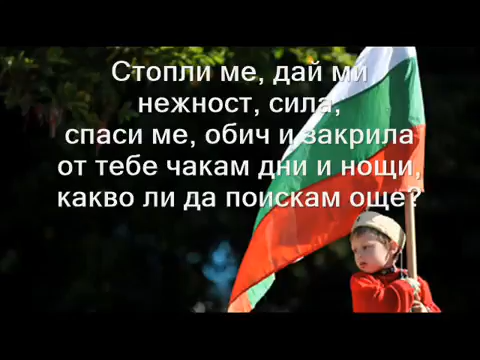 Стопли ме, дай ми
нежност, сила,
спаси ме, обич и закрила
от тебе чакам дни и нощи,
какво ли да поискам още?